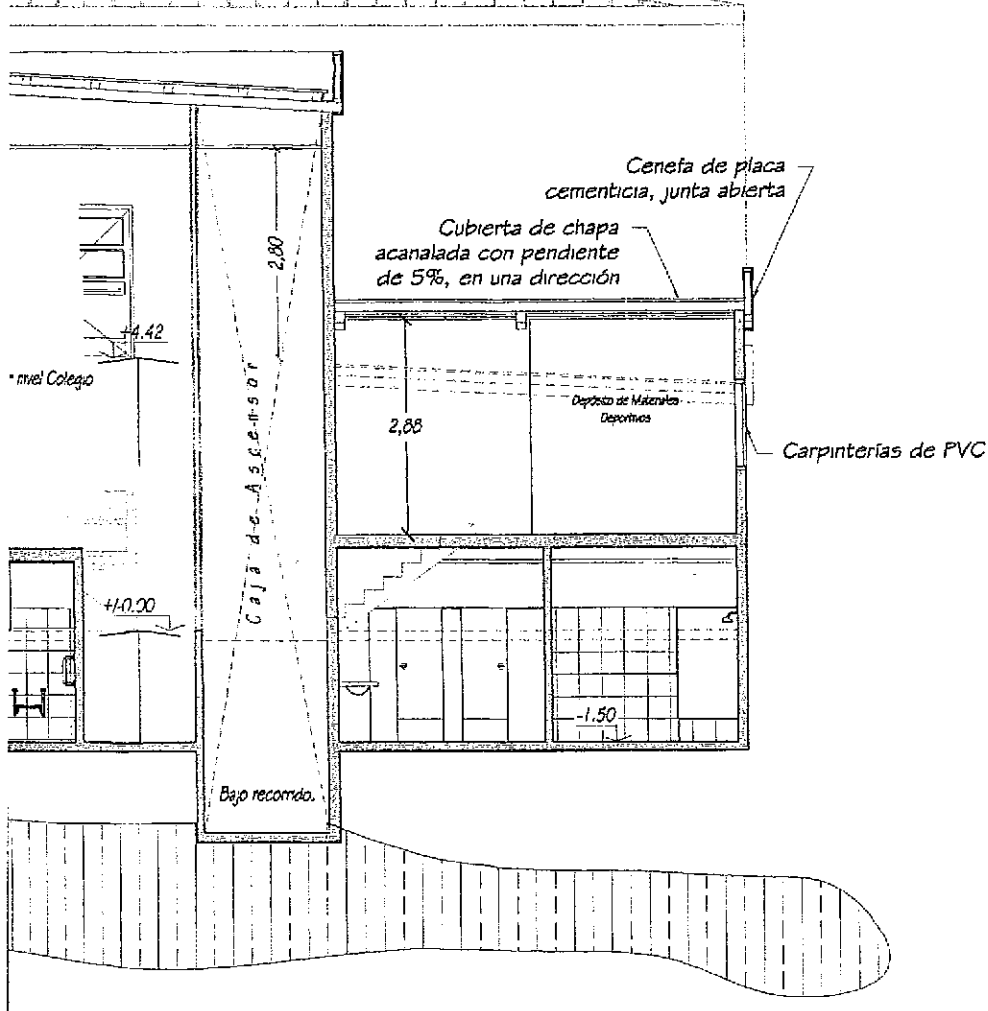 Cenefa de placa
cementicia, junta abierta
Cubierta de chapa
acanalada con pendiente
de 5%, en una dirección
2,80
+4.42
nivel Colegio
Caja de Ascensor
2,88
Depósito de Materiales
Deportivos
Carpinterías de PVC
+/-0.00
-1.50
Bajo recorrido.